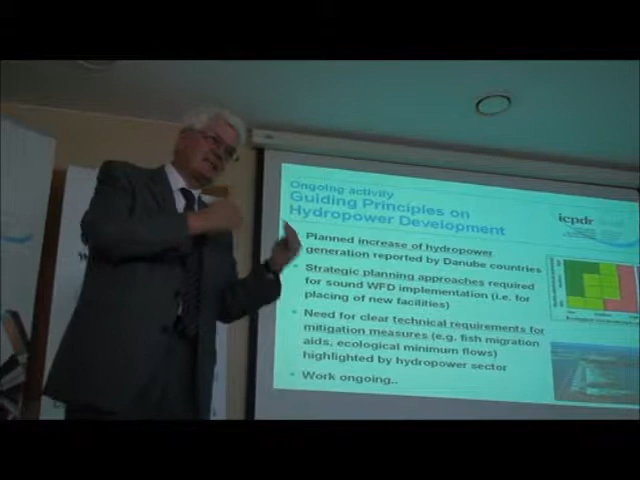 Ongoing activity
Guiding Principles on
Hydropower Development
icpdr
• Planned increase of hydropower
generation reported by Danube countries
• Strategic planning approaches required
for sound WFD implementation (i.e. for
placing of new facilities)
• Need for clear technical requirements for
mitigation measures (e.g. fish migration
aids, ecological minimum flows)
highlighted by hydropower sector
• Work ongoing..